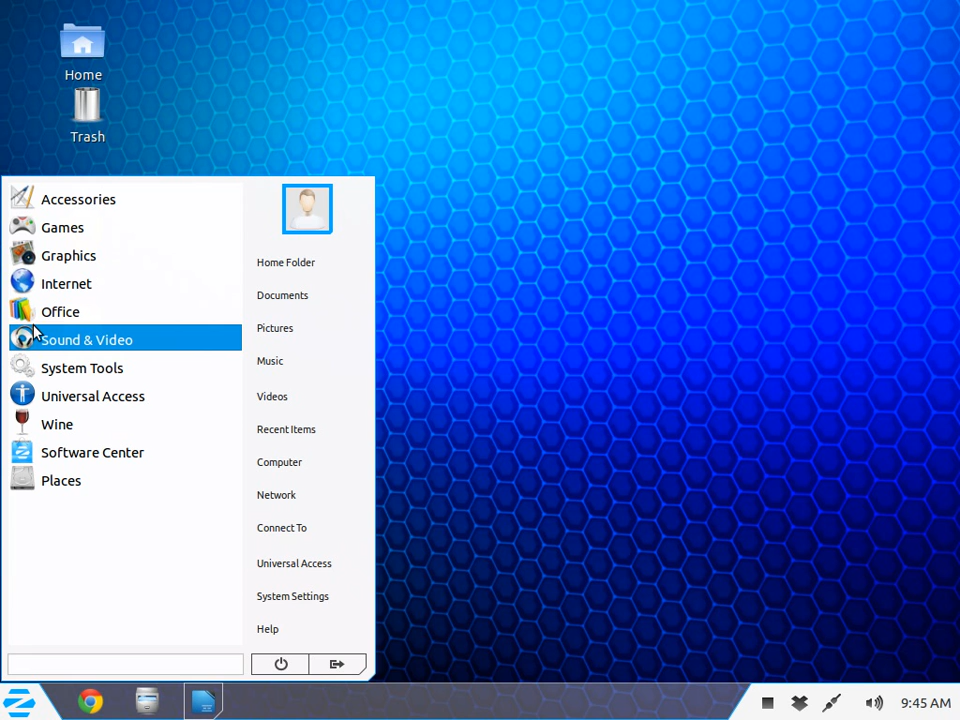 Home
Trash
Accessories
Games
Graphics
Internet
Office
Sound & Video
System Tools
Universal Access
Wine
Software Center
Places
Home Folder
Documents
Pictures
Music
Videos
Recent Items
Computer
Network
Connect To
Universal Access
System Settings
Help
9:45 AM